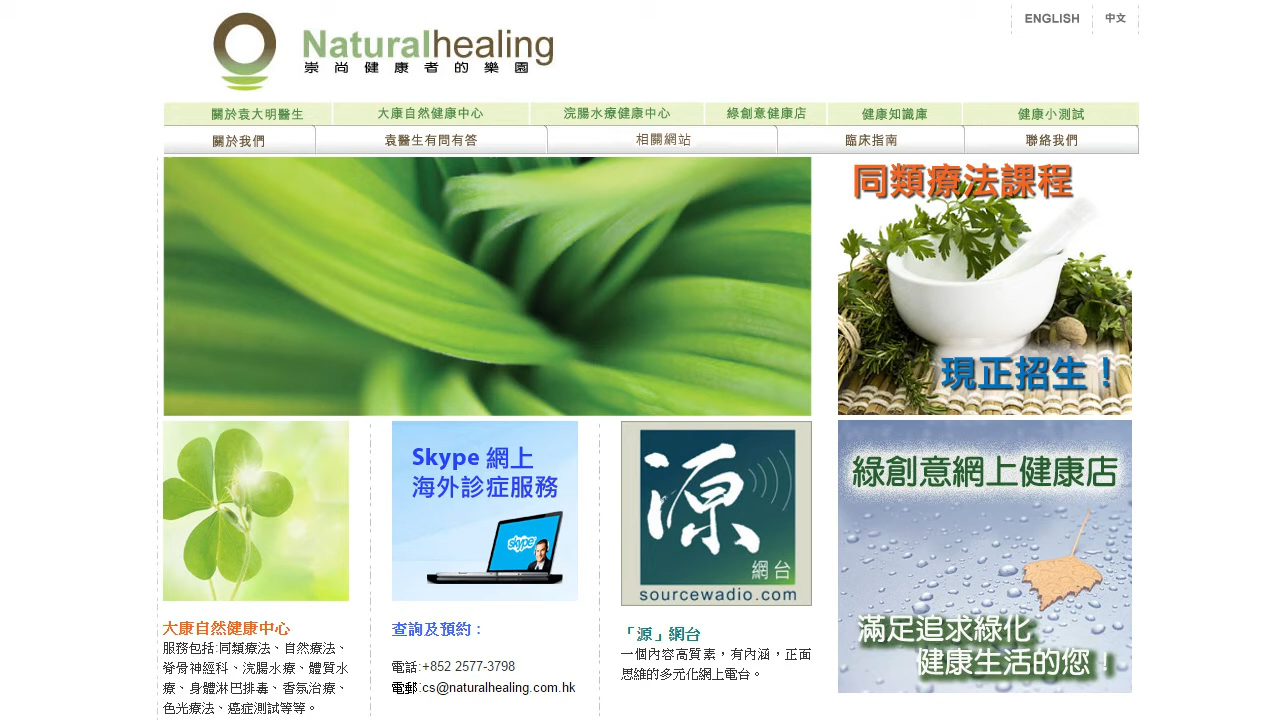 ENGLISH
中文
Naturalhealing
崇尚健康者的樂園
關於袁大明醫生
大康自然健康中心
浣腸水療健康中心
綠創意健康店
健康知識庫
健康小測試
關於我們
袁醫生有問有答
相關網站
臨床指南
聯絡我們
同類療法課程
現正招生！
Skype 網上
海外診症服務
skype
源
網台
sourcewadio.com
綠創意網上健康店
滿足追求綠化
健康生活的您！
大康自然健康中心
服務包括:同類療法、自然療法、
脊骨神經科、浣腸水療、體質水
療、身體淋巴排毒、香氛治療、
色光療法、癌症測試等等。
查詢及預約：
電話:+852 2577-3798
電郵:cs@naturalhealing.com.hk
「源」網台
一個內容高質素，有內涵，正面
思維的多元化網上電台。